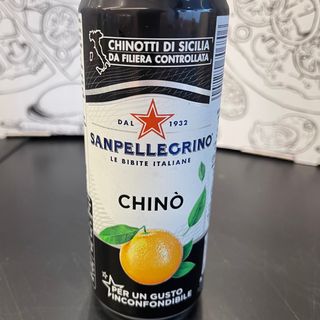 CHINOTTI DI SICILIA
DA FILIERA CONTROLLATA
DAL 1932
SANPELLEGRINO
LE BIBITE ITALIANE
CHINÒ
PER UN GUSTO
INCONFONDIBILE